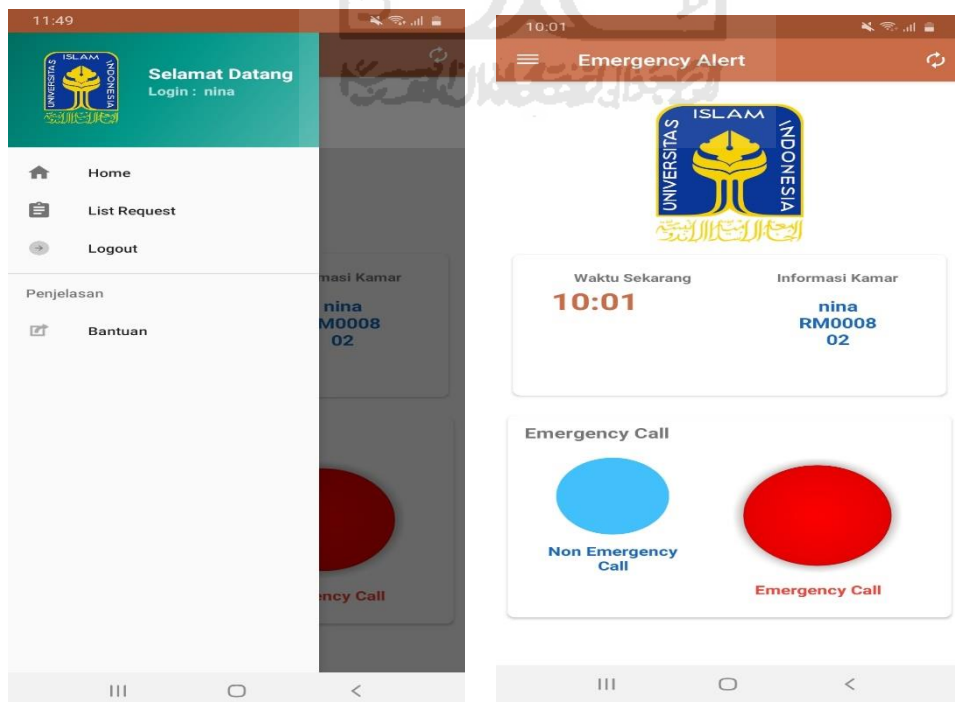 11:49
UNIVERSITAS ISLAM INDONESIA
Selamat Datang
Login : nina
Home
List Request
Logout
Penjelasan
Bantuan
masi Kamar
nina
M0008
02
ency Call
10:01
Emergency Alert
UNIVERSITAS ISLAM INDONESIA
Waktu Sekarang
10:01
Informasi Kamar
nina
RM0008
02
Emergency Call
Non Emergency
Call
Emergency Call